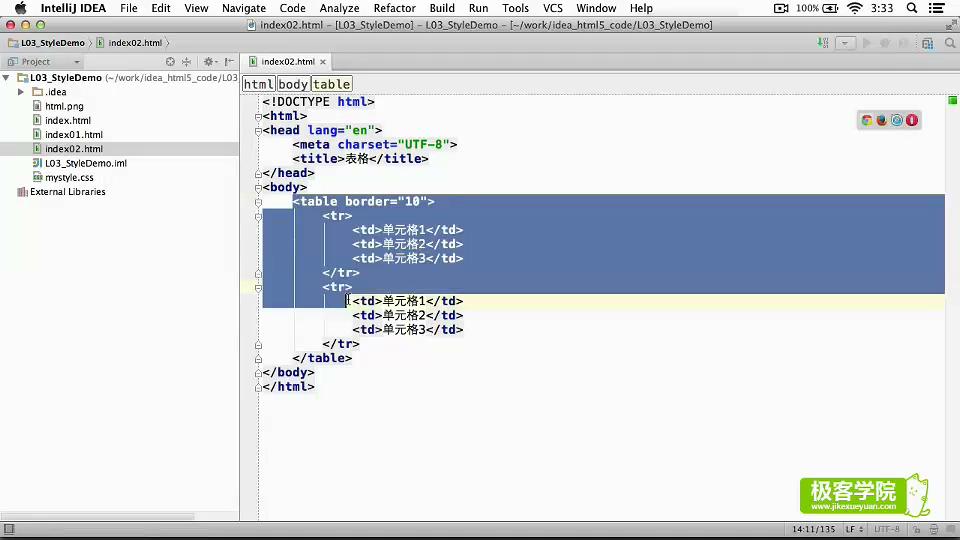 IntelliJ IDEA File Edit View Navigate Code Analyze Refactor Build Run Tools VCS Window Help 100% 3:33
index02.html - [L03_StyleDemo] - L03_StyleDemo - [~/work/idea_html5_code/L03_StyleDemo]
L03_StyleDemo index02.html
Project
index02.html
L03_StyleDemo (~/work/idea_html5_code/L03
.idea
html.png
index.html
index01.html
index02.html
L03_StyleDemo.iml
mystyle.css
External Libraries
html body table
<!DOCTYPE html>
<html>
<head lang="en">
<meta charset="UTF-8">
<title>表格</title>
</head>
<body>
<table border="10">
<tr>
<td>单元格1</td>
<td>单元格2</td>
<td>单元格3</td>
</tr>
<tr>
<td>单元格1</td>
<td>单元格2</td>
<td>单元格3</td>
</tr>
</table>
</body>
</html>
极客学院
www.jikexueyuan.com
14:11/135 LF UTF-8